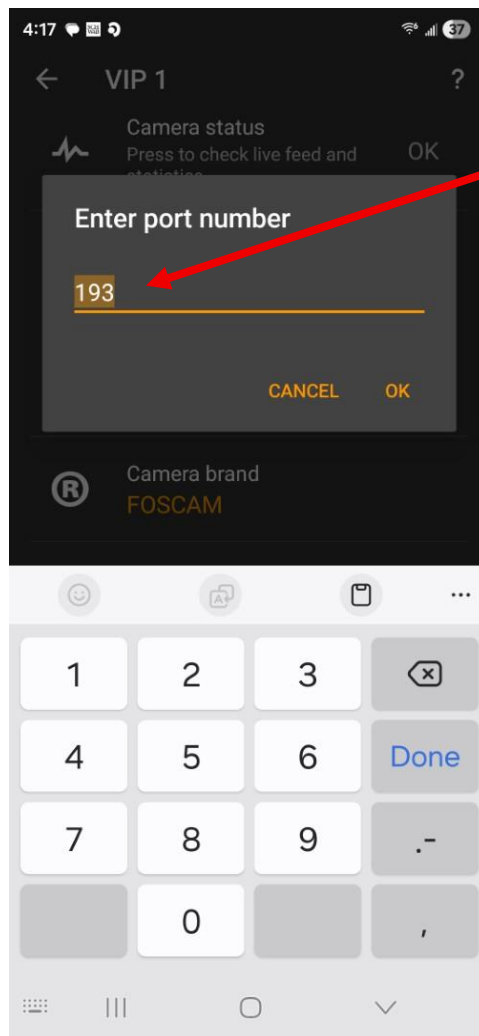 4:17
37
VIP 1
?
Camera status
Press to check live feed and
statistics
OK
Enter port number
193
CANCEL
OK
R
Camera brand
FOSCAM
...
1
2
3
4
5
6
Done
7
8
9
.-
0
,